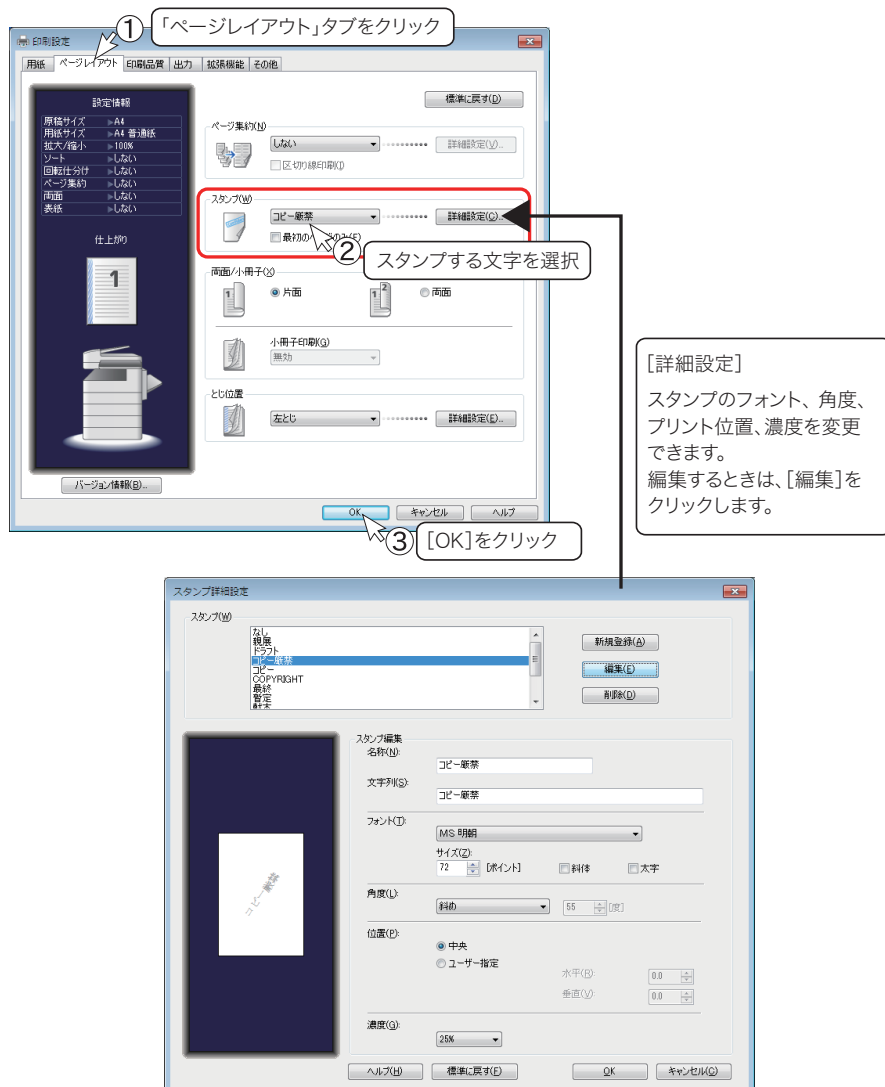 ① 「ページレイアウト」タブをクリック
印刷設定
用紙 ページレイアウト 印刷品質 出力 拡張機能 その他
標準に戻す(D)
設定情報
原稿サイズ ▶A4
用紙サイズ ▶A4 普通紙
拡大/縮小 ▶100%
ソート ▶しない
回転仕分け ▶しない
ページ集約 ▶しない
両面 ▶しない
表紙 ▶しない
仕上がり
1
バージョン情報(B)...
ページ集約(N)
しない 詳細設定(V)...
区切り線印刷(I)
スタンプ(W)
コピー厳禁 詳細設定(C)...
② スタンプする文字を選択
両面/小冊子(X)
1 片面 1 2 両面
小冊子印刷(G)
無効
とじ位置
左とじ 詳細設定(E)...
OK キャンセル ヘルプ
③ [OK]をクリック
[詳細設定]
スタンプのフォント、角度、
プリント位置、濃度を変更
できます。
編集するときは、[編集]を
クリックします。
スタンプ詳細設定
スタンプ(W)
なし
親展
ドラフト
コピー厳禁
コピー
COPYRIGHT
最終
暫定
新規登録(A)
編集(E)
削除(D)
コピー厳禁
スタンプ編集
名称(N):
コピー厳禁
文字列(S):
コピー厳禁
フォント(T):
MS 明朝
サイズ(Z):
72 [ポイント] 斜体 太字
角度(L):
斜め 55 [度]
位置(P):
中央
ユーザー指定
水平(R): 0.0
垂直(V): 0.0
濃度(G):
25%
ヘルプ(H) 標準に戻す(F) OK キャンセル(C)